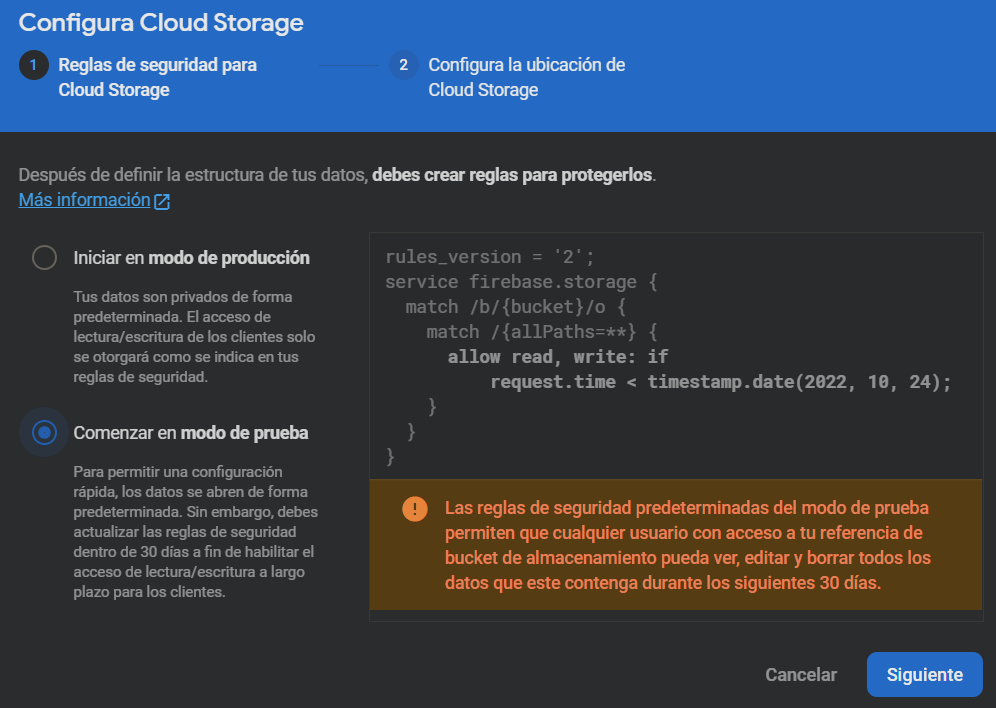 Configura Cloud Storage
1 Reglas de seguridad para
Cloud Storage
2 Configura la ubicación de
Cloud Storage
Después de definir la estructura de tus datos, debes crear reglas para protegerlos.
Más información
Iniciar en modo de producción
Tus datos son privados de forma
predeterminada. El acceso de
lectura/escritura de los clientes solo
se otorgará como se indica en tus
reglas de seguridad.
Comenzar en modo de prueba
Para permitir una configuración
rápida, los datos se abren de forma
predeterminada. Sin embargo, debes
actualizar las reglas de seguridad
dentro de 30 días a fin de habilitar el
acceso de lectura/escritura a largo
plazo para los clientes.
rules_version = '2';
service firebase.storage {
  match /b/{bucket}/o {
    match /{allPaths=**} {
      allow read, write: if
          request.time < timestamp.date(2022, 10, 24);
    }
  }
}
Las reglas de seguridad predeterminadas del modo de prueba
permiten que cualquier usuario con acceso a tu referencia de
bucket de almacenamiento pueda ver, editar y borrar todos los
datos que este contenga durante los siguientes 30 días.
Cancelar
Siguiente